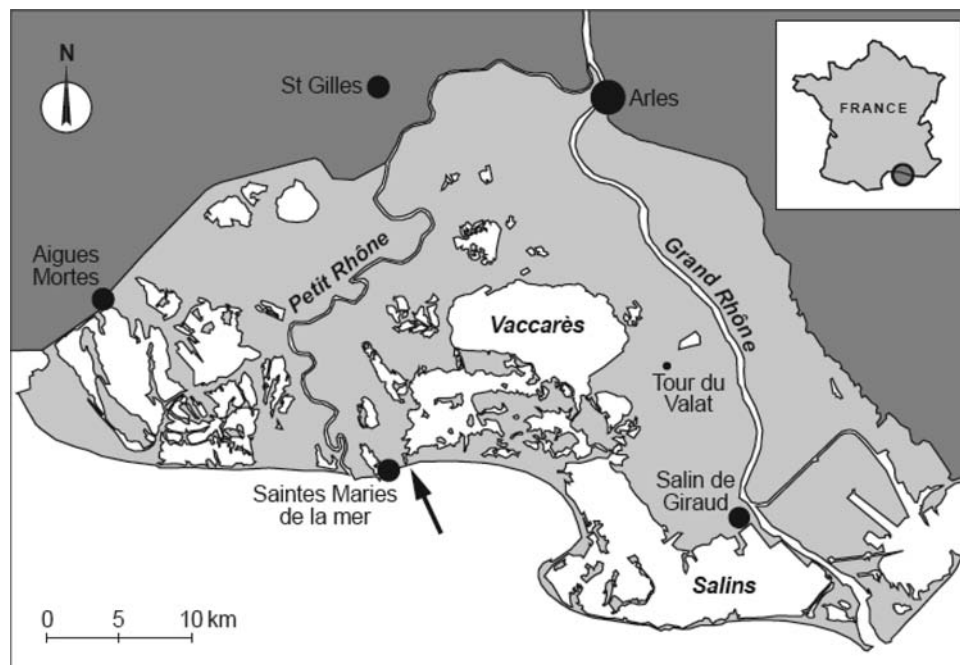 N
St Gilles
Arles
FRANCE
Aigues
Mortes
Petit Rhône
Grand Rhône
Vaccarès
Tour du
Valat
Saintes Maries
de la mer
Salin de
Giraud
Salins
0 5 10 km